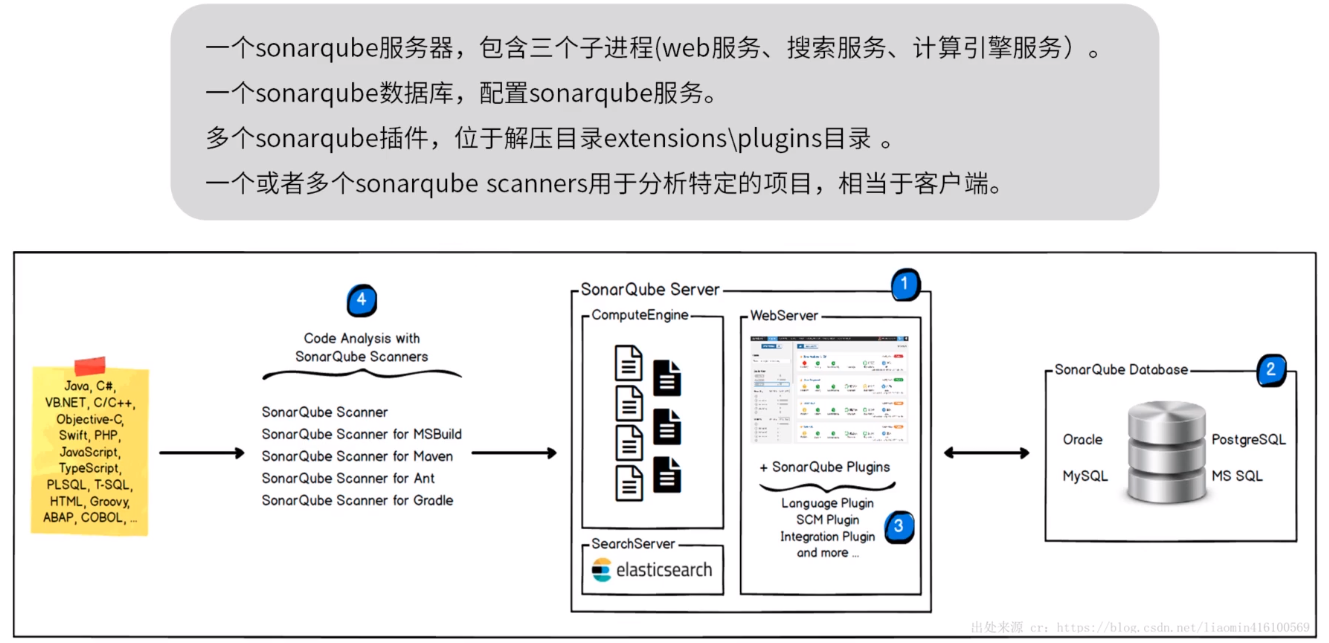 一个sonarqube服务器，包含三个子进程(web服务、搜索服务、计算引擎服务）。
一个sonarqube数据库，配置sonarqube服务。
多个sonarqube插件，位于解压目录extensions\plugins目录 。
一个或者多个sonarqube scanners用于分析特定的项目，相当于客户端。
Java, C#,
VB.NET, C/C++,
Objective-C,
Swift, PHP,
JavaScript,
TypeScript,
PLSQL, T-SQL,
HTML, Groovy,
ABAP, COBOL, ...
4
Code Analysis with
SonarQube Scanners
SonarQube Scanner
SonarQube Scanner for MSBuild
SonarQube Scanner for Maven
SonarQube Scanner for Ant
SonarQube Scanner for Gradle
SonarQube Server
1
ComputeEngine
SearchServer
elasticsearch
WebServer
+ SonarQube Plugins
Language Plugin
SCM Plugin
Integration Plugin
and more ...
3
SonarQube Database
2
Oracle
PostgreSQL
MySQL
MS SQL
出处来源 cr：https://blog.csdn.net/liaomin416100569